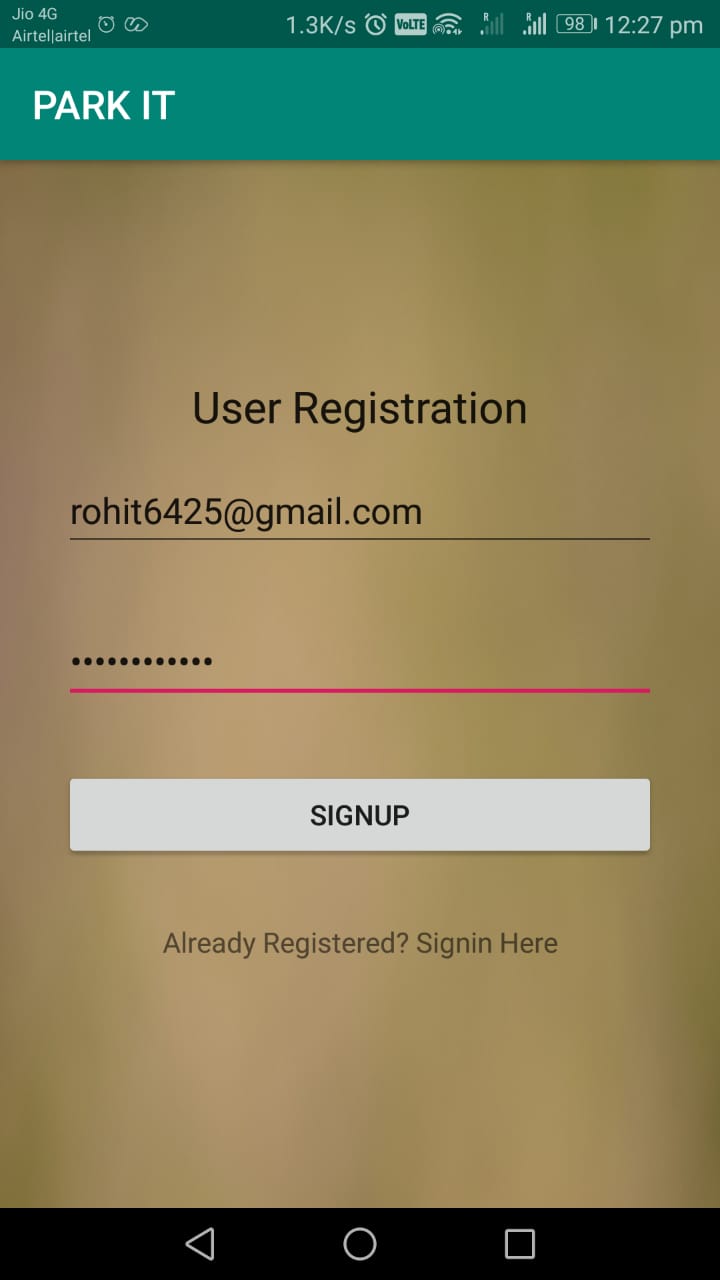 Jio 4G
Airtel|airtel
1.3K/s VoLTE R R 98 12:27 pm
PARK IT
User Registration
rohit6425@gmail.com
••••••••••••
SIGNUP
Already Registered? Signin Here